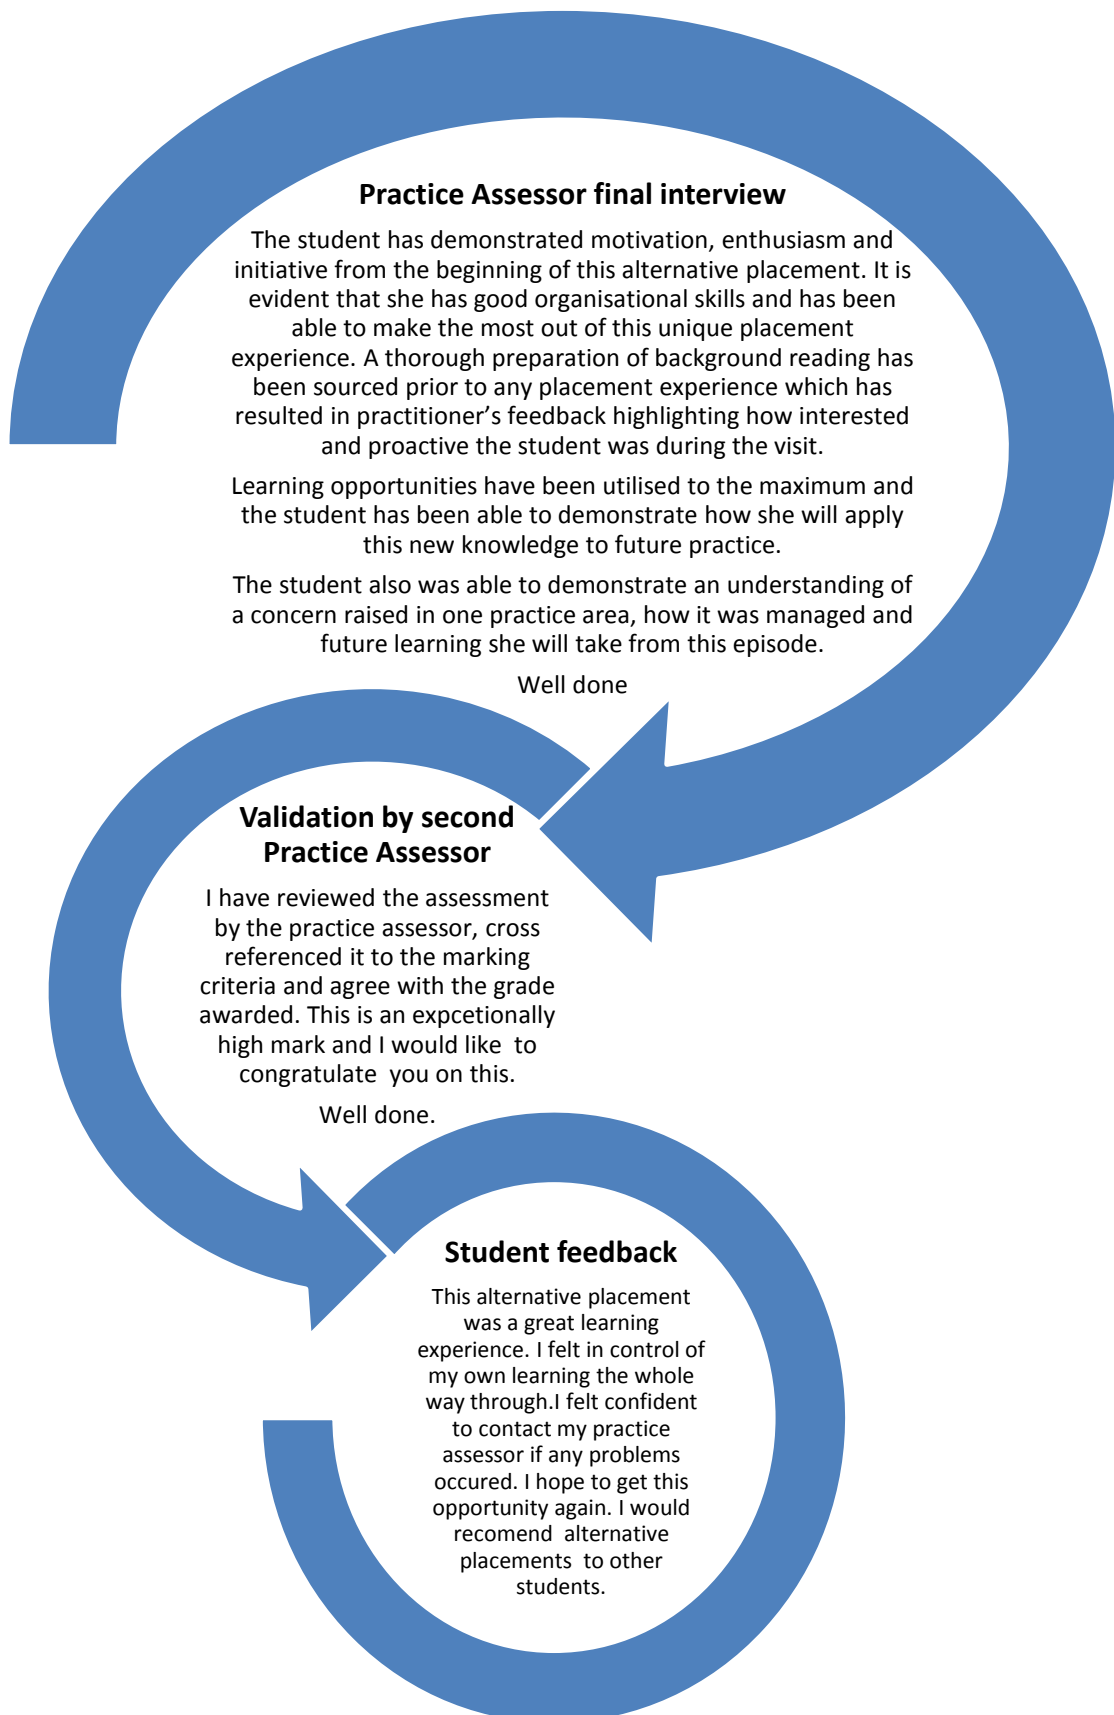 Practice Assessor final interview
The student has demonstrated motivation, enthusiasm and
initiative from the beginning of this alternative placement. It is
evident that she has good organisational skills and has been
able to make the most out of this unique placement
experience. A thorough preparation of background reading has
been sourced prior to any placement experience which has
resulted in practitioner’s feedback highlighting how interested
and proactive the student was during the visit.
Learning opportunities have been utilised to the maximum and
the student has been able to demonstrate how she will apply
this new knowledge to future practice.
The student also was able to demonstrate an understanding of
a concern raised in one practice area, how it was managed and
future learning she will take from this episode.
Well done
Validation by second
Practice Assessor
I have reviewed the assessment
by the practice assessor, cross
referenced it to the marking
criteria and agree with the grade
awarded. This is an expcetionally
high mark and I would like  to
congratulate  you on this.
Well done.
Student feedback
This alternative placement
was a great learning
experience. I felt in control of
my own learning the whole
way through.I felt confident
to contact my practice
assessor if any problems
occured. I hope to get this
opportunity again. I would
recomend  alternative
placements  to other
students.